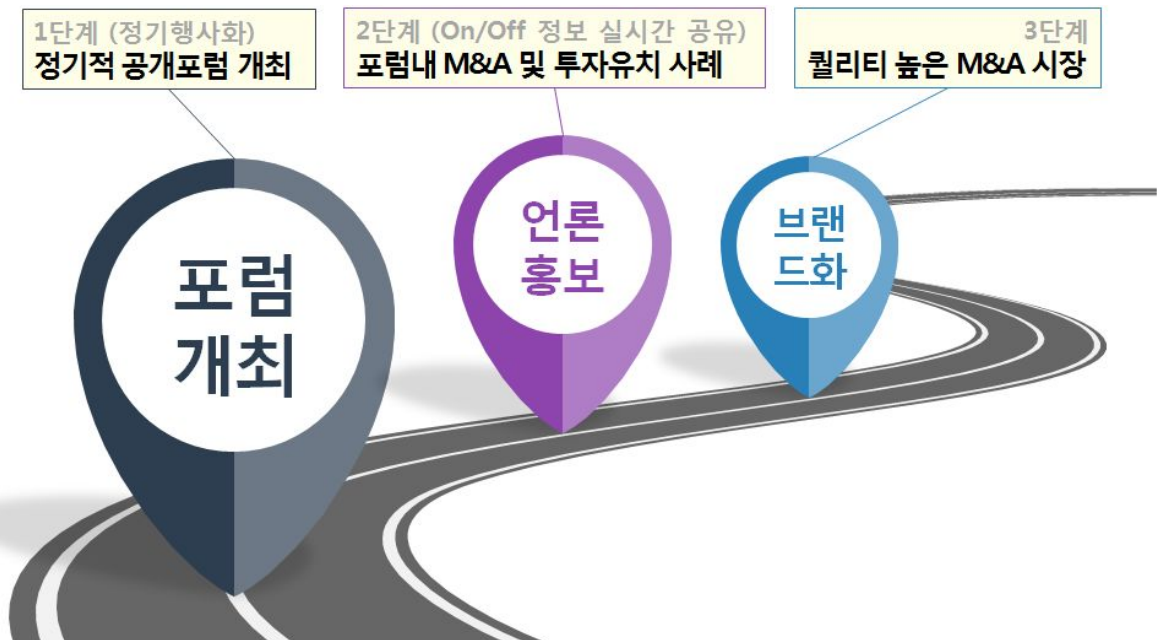 1단계 (정기행사화)
정기적 공개포럼 개최
2단계 (On/Off 정보 실시간 공유)
포럼내 M&A 및 투자유치 사례
3단계
퀄리티 높은 M&A 시장
포럼
개최
언론
홍보
브랜
드화